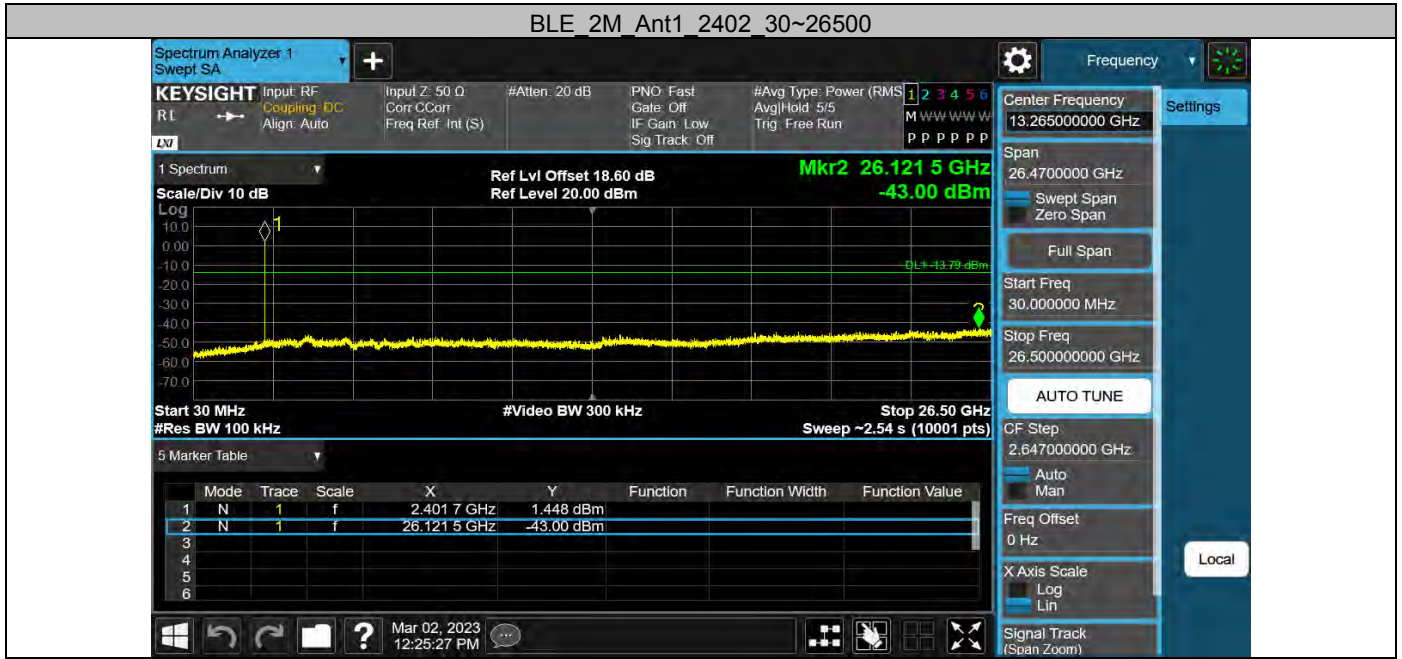 BLE_2M_Ant1_2402_30~26500
Spectrum Analyzer 1
Swept SA
+
Frequency
KEYSIGHT
RL
LXI
Input: RF
Coupling: DC
Align: Auto
Input Z: 50 Ω
Corr CCorr
Freq Ref: Int (S)
#Atten: 20 dB
PNO: Fast
Gate: Off
IF Gain: Low
Sig Track: Off
#Avg Type: Power (RMS
Avg|Hold: 5/5
Trig: Free Run
1 2 3 4 5 6
M W W W W W
P P P P P P
1 Spectrum
Scale/Div 10 dB
Ref Lvl Offset 18.60 dB
Ref Level 20.00 dBm
Mkr2 26.121 5 GHz
-43.00 dBm
Log
10.0
0.00
-10.0
-20.0
-30.0
-40.0
-50.0
-60.0
-70.0
1
DL1 -13.79 dBm
2
Start 30 MHz
#Res BW 100 kHz
#Video BW 300 kHz
Stop 26.50 GHz
Sweep ~2.54 s (10001 pts)
5 Marker Table
Mode Trace Scale X Y Function Function Width Function Value
1 N 1 f 2.401 7 GHz 1.448 dBm
2 N 1 f 26.121 5 GHz -43.00 dBm
3
4
5
6
?
Mar 02, 2023
12:25:27 PM
Center Frequency
13.265000000 GHz
Span
26.4700000 GHz
Swept Span
Zero Span
Full Span
Start Freq
30.000000 MHz
Stop Freq
26.500000000 GHz
AUTO TUNE
CF Step
2.647000000 GHz
Auto
Man
Freq Offset
0 Hz
X Axis Scale
Log
Lin
Signal Track
(Span Zoom)
Settings
Local